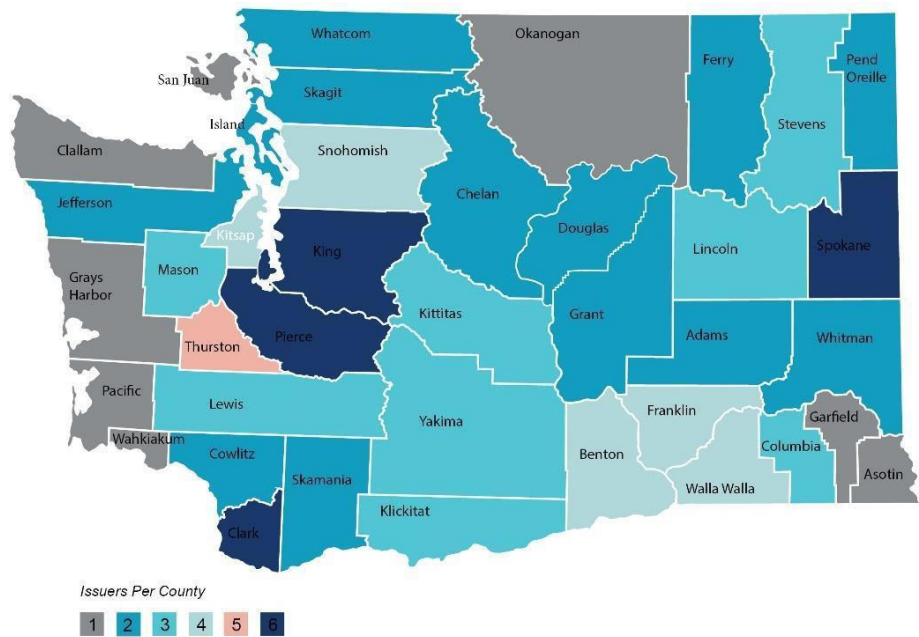 Whatcom
Okanogan
Ferry
Pend
Oreille
San Juan
Skagit
Island
Stevens
Clallam
Snohomish
Jefferson
Chelan
Kitsap
Douglas
King
Lincoln
Spokane
Mason
Grays
Harbor
Kittitas
Grant
Thurston
Pierce
Adams
Whitman
Pacific
Lewis
Yakima
Franklin
Garfield
Wahkiakum
Columbia
Cowlitz
Benton
Skamania
Asotin
Walla Walla
Klickitat
Clark
Issuers Per County
1 2 3 4 5 6